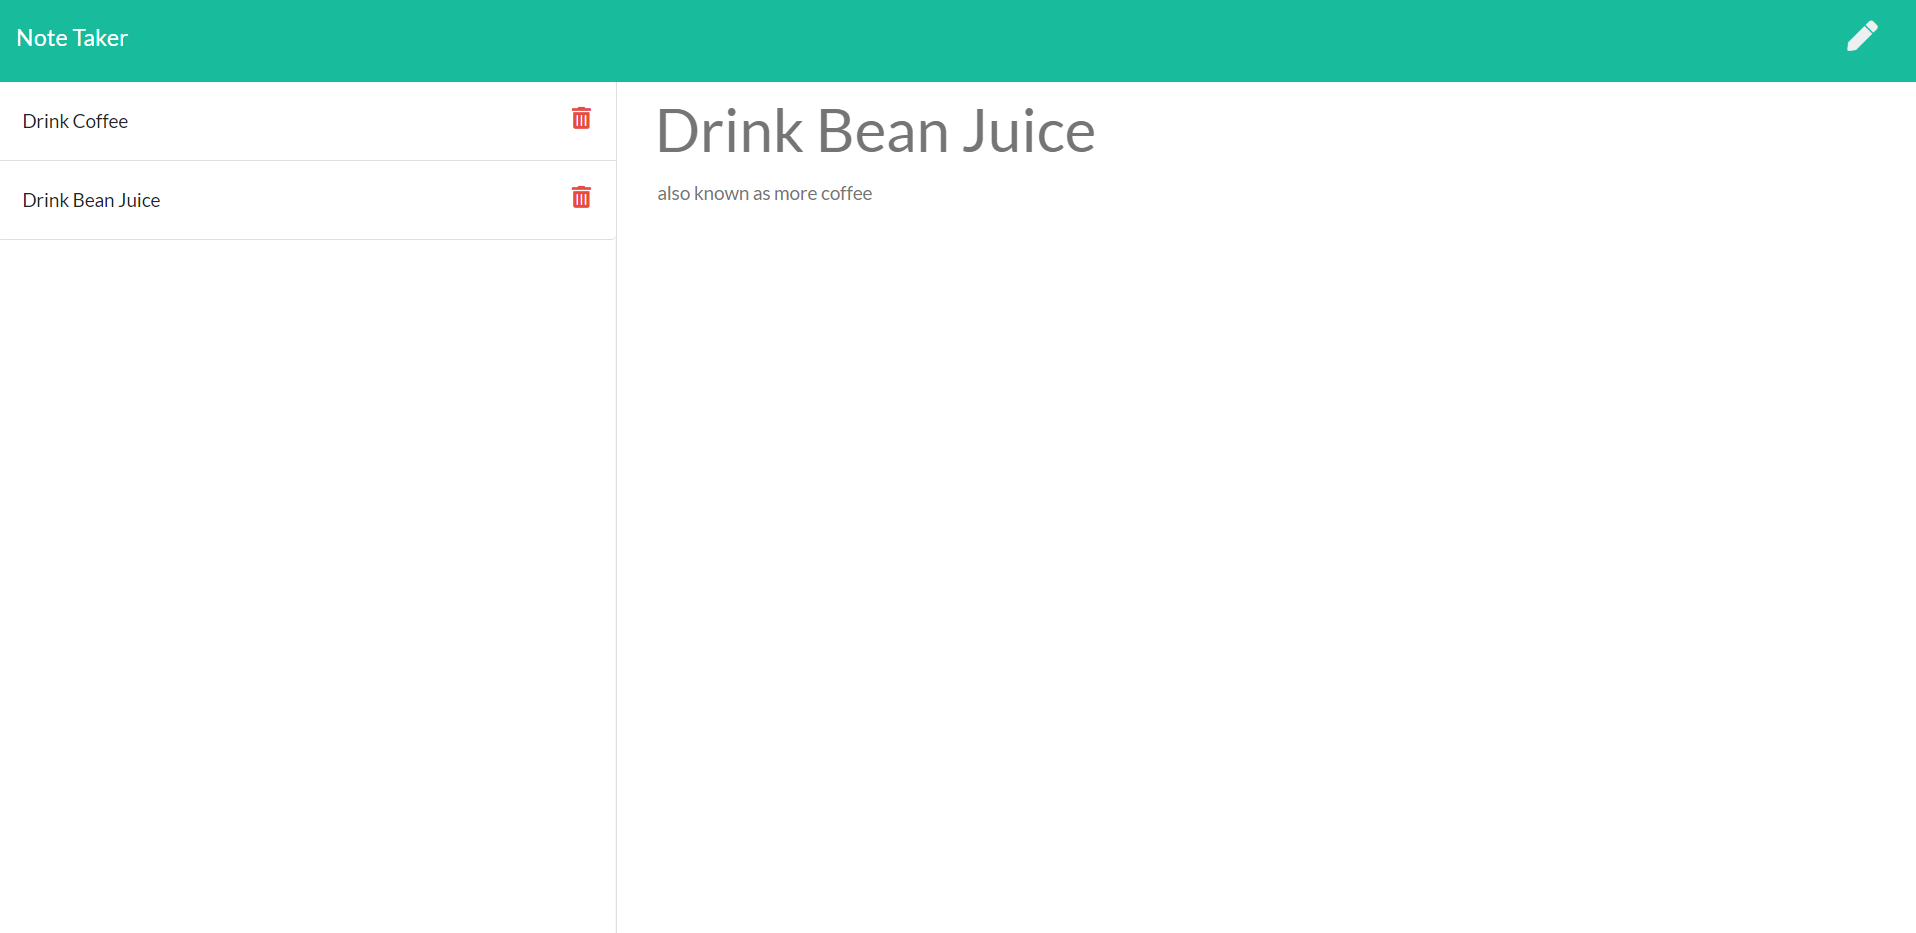 Note Taker
Drink Coffee
Drink Bean Juice
Drink Bean Juice
also known as more coffee